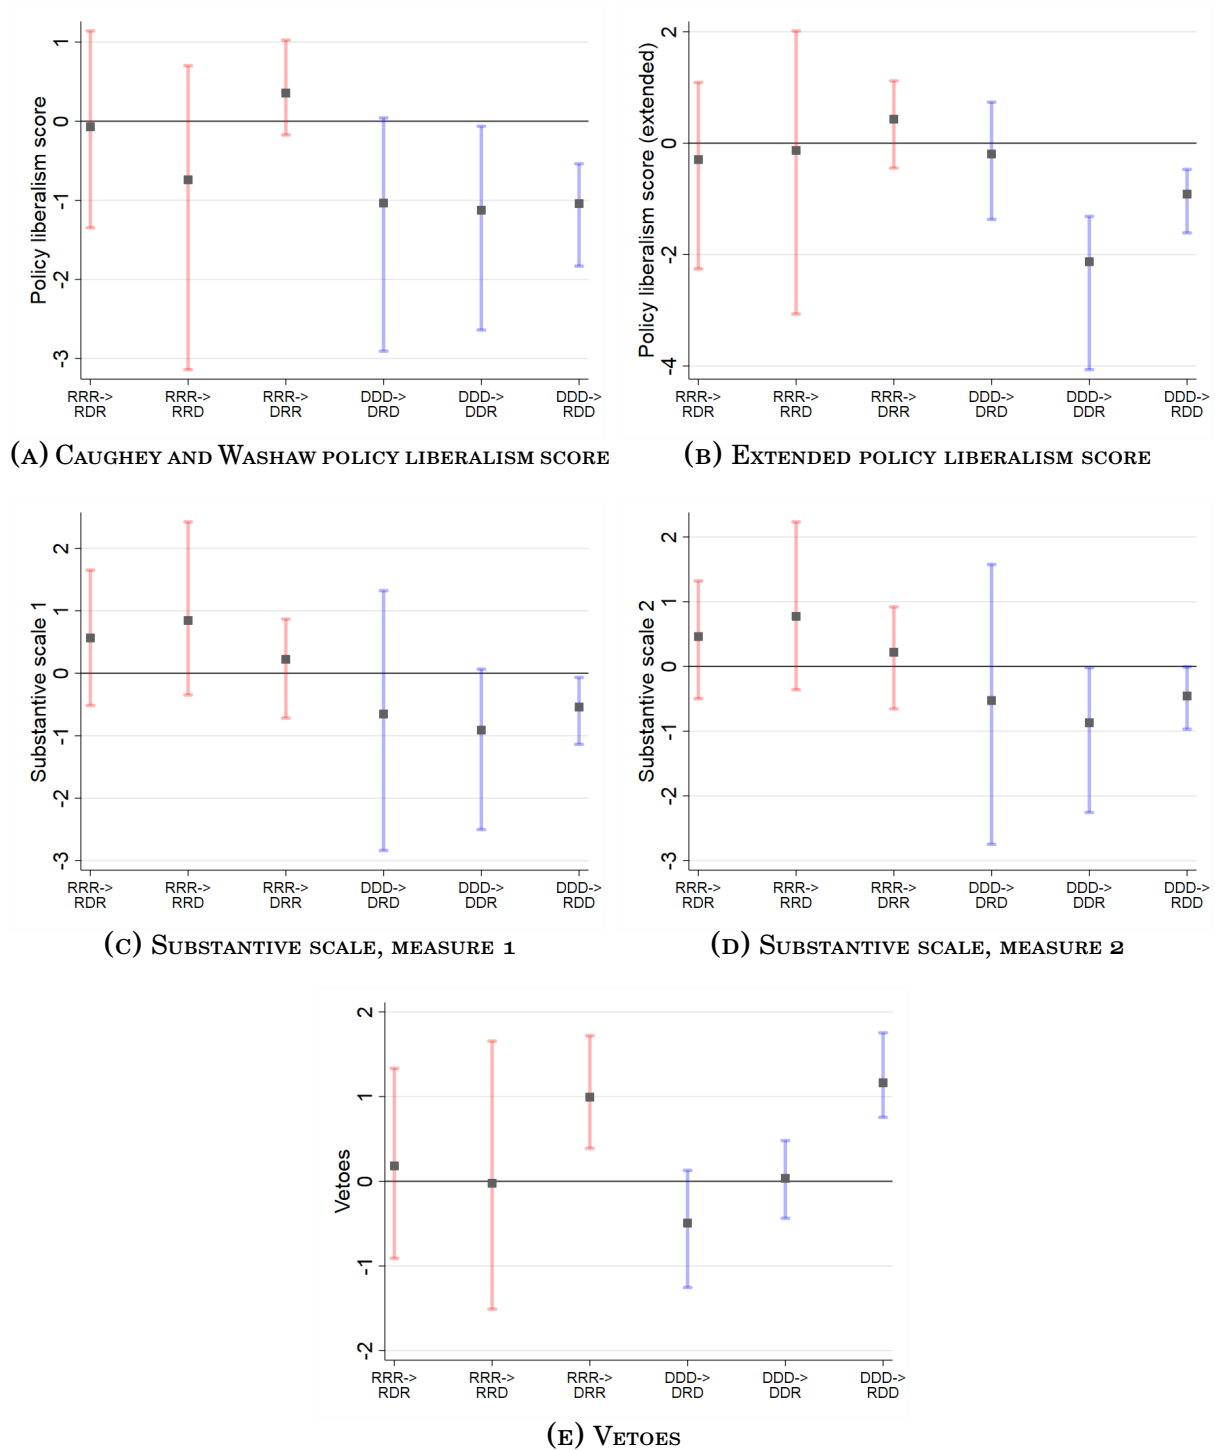 Policy liberalism score
1
0
-1
-2
-3
RRR-> RRR-> RRR-> DDD-> DDD-> DDD->
RDR RRD DRR DRD DDR RDD
(A) Caughey and Washaw policy liberalism score
Policy liberalism score (extended)
2
0
-2
-4
RRR-> RRR-> RRR-> DDD-> DDD-> DDD->
RDR RRD DRR DRD DDR RDD
(B) Extended policy liberalism score
Substantive scale 1
2
1
0
-1
-2
-3
RRR-> RRR-> RRR-> DDD-> DDD-> DDD->
RDR RRD DRR DRD DDR RDD
(C) Substantive scale, measure 1
Substantive scale 2
2
1
0
-1
-2
-3
RRR-> RRR-> RRR-> DDD-> DDD-> DDD->
RDR RRD DRR DRD DDR RDD
(D) Substantive scale, measure 2
Vetoes
2
1
0
-1
-2
RRR-> RRR-> RRR-> DDD-> DDD-> DDD->
RDR RRD DRR DRD DDR RDD
(E) Vetoes